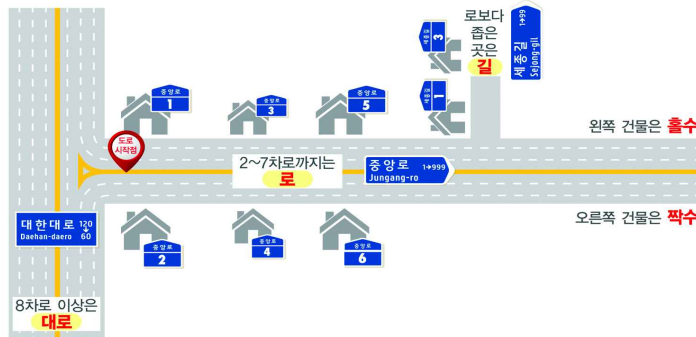 로보다
좁은
곳은
길
세종길
Sejong-gil
1→99
세종길
3
세종길
1
중앙로
1
중앙로
3
중앙로
5
왼쪽 건물은 홀수
도로
시작점
2~7차로까지는
로
중앙로 1→999
Jungang-ro
대한대로 120
Daehan-daero 60
오른쪽 건물은 짝수
중앙로
2
중앙로
4
중앙로
6
8차로 이상은
대로